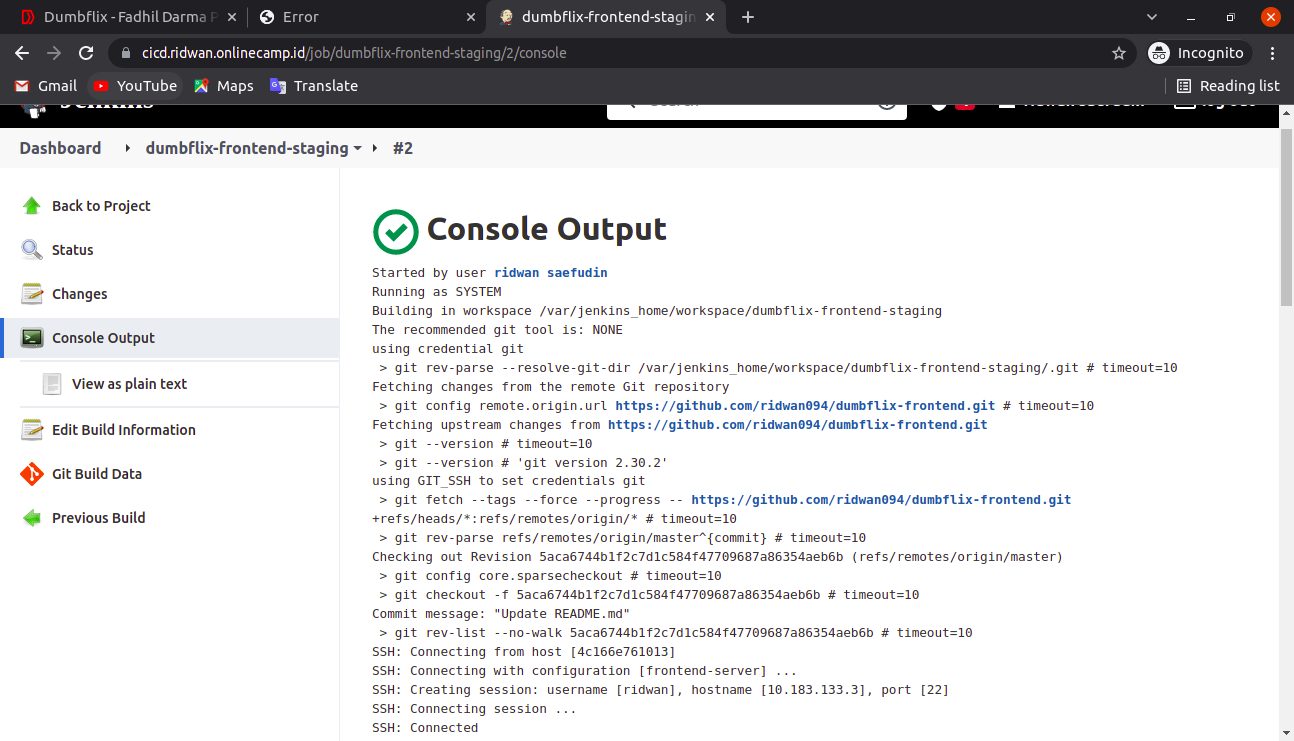 Dumbflix - Fadhil Darma P
Error
dumbflix-frontend-stagin
cicd.ridwan.onlinecamp.id/job/dumbflix-frontend-staging/2/console
Incognito
Gmail
YouTube
Maps
Translate
Reading list
Jenkins
Dashboard
dumbflix-frontend-staging
#2
Back to Project
Status
Changes
Console Output
View as plain text
Edit Build Information
Git Build Data
Previous Build
Console Output
Started by user ridwan saefudin
Running as SYSTEM
Building in workspace /var/jenkins_home/workspace/dumbflix-frontend-staging
The recommended git tool is: NONE
using credential git
> git rev-parse --resolve-git-dir /var/jenkins_home/workspace/dumbflix-frontend-staging/.git # timeout=10
Fetching changes from the remote Git repository
> git config remote.origin.url https://github.com/ridwan094/dumbflix-frontend.git # timeout=10
Fetching upstream changes from https://github.com/ridwan094/dumbflix-frontend.git
> git --version # timeout=10
> git --version # 'git version 2.30.2'
using GIT_SSH to set credentials git
> git fetch --tags --force --progress -- https://github.com/ridwan094/dumbflix-frontend.git
+refs/heads/*:refs/remotes/origin/* # timeout=10
> git rev-parse refs/remotes/origin/master^{commit} # timeout=10
Checking out Revision 5aca6744b1f2c7d1c584f47709687a86354aeb6b (refs/remotes/origin/master)
> git config core.sparsecheckout # timeout=10
> git checkout -f 5aca6744b1f2c7d1c584f47709687a86354aeb6b # timeout=10
Commit message: "Update README.md"
> git rev-list --no-walk 5aca6744b1f2c7d1c584f47709687a86354aeb6b # timeout=10
SSH: Connecting from host [4c166e761013]
SSH: Connecting with configuration [frontend-server] ...
SSH: Creating session: username [ridwan], hostname [10.183.133.3], port [22]
SSH: Connecting session ...
SSH: Connected